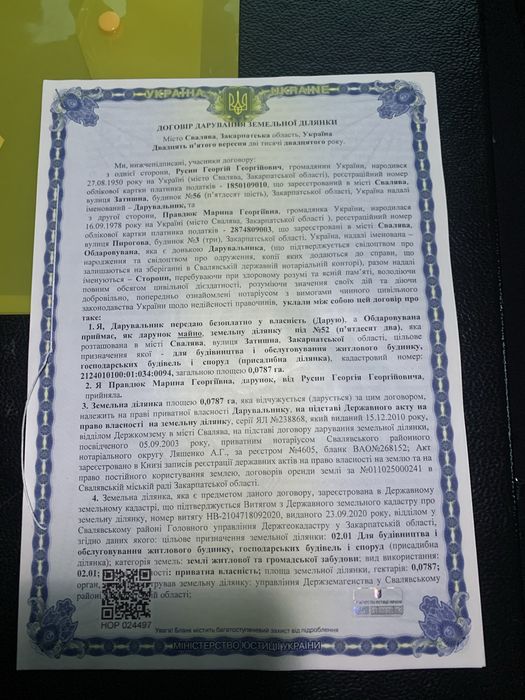 УКРАЇНА
UKRAINE
ДОГОВІР ДАРУВАННЯ ЗЕМЕЛЬНОЇ ДІЛЯНКИ
Місто Свалява, Закарпатська область, Україна
Двадцять п'ятого вересня дві тисячі двадцятого року.
Ми, нижчепідписані, учасники договору:
з однієї сторони, Русин Георгій Георгійович, громадянин України, народився
27.08.1950 року на Україні (місто Свалява, Закарпатської області), реєстраційний номер
облікової картки платника податків - 1850109010, що зареєстрований в місті Свалява,
вулиця Затишна, будинок №56 (п'ятдесят шість), Закарпатської області, Україна надалі
іменований – Дарувальник, та
з другої сторони, Правдюк Марина Георгіївна, громадянка України, народилася
16.09.1978 року на Україні (місто Свалява, Закарпатської області ), реєстраційний номер
облікової картки платника податків - 2874809003, що зареєстровані в місті Свалява,
вулиця Пирогова, будинок №3 (три), Закарпатської області, Україна, надалі іменована –
Обдаровувана, яка є донькою Дарувальника, (що підтверджується свідоцтвом про
народження та свідоцтвом про одруження, копії яких додаються до справи, що
залишаються на зберіганні в Свалявській державній нотаріальній конторі), разом надалі
іменуються – Сторони, перебуваючи при здоровому розумі та ясній пам'яті, володіючи
повним обсягом цивільної дієздатності, розуміючи значення своїх дій та діючи
добровільно, попередньо ознайомлені нотаріусом з вимогами чинного цивільного
законодавства України щодо недійсності правочинів, уклали між собою цей договір про
таке:
1. Я, Дарувальник передаю безоплатно у власність (Дарую), а Обдаровувана
приймає, як дарунок майно, земельну ділянку під №52 (п'ятдесят два), яка
розташована в місті Свалява, вулиця Затишна, Закарпатської області, цільове
призначення якої - для будівництва і обслуговування житлового будинку,
господарських будівель і споруд (присадибна ділянка), кадастровий номер:
2124010100:01:034:0094, загальною площею 0,0787 га.
2. Я Правдюк Марина Георгіївна, дарунок, від Русин Георгія Георгійовича,
прийняла.
3. Земельна ділянка площею 0,0787 га, яка відчужується (дарується) за цим договором,
належить на праві приватної власності Дарувальнику, на підставі Державного акту на
право власності на земельну ділянку, серії ЯЛ №238868, який виданий 15.12.2010 року,
відділом Держкомзему в місті Свалява, на підставі договору дарування земельної ділянки,
посвідченого 05.09.2003 року, приватним нотаріусом Свалявського районного
нотаріального округу Ляшенко А.Г., за реєстром №4605, бланк ВАО№268152; Акт
зареєстровано в Книзі записів реєстрації державних актів на право власності на землю та на
право постійного користування землею, договорів оренди землі за №011025000241 в
Свалявській міській раді Закарпатської області.
4. Земельна ділянка, яка є предметом даного договору, зареєстрована в Державному
земельному кадастрі, що підтверджується Витягом з Державного земельного кадастру про
земельну ділянку, номер витягу НВ-2104718092020, виданого 23.09.2020 року, відділу у
Свалявському районі Головного управління Держгеокадастру у Закарпатській області,
згідно даних якого: цільове призначення земельної ділянки: 02.01 Для будівництва і
обслуговування житлового будинку, господарських будівель і споруд (присадибна
ділянка); категорія земель: землі житлової та громадської забудови; вид використання:
02.01; власності: приватна власність; площа земельної ділянки, гектарів: 0,0787;
орган, зареєстрував земельну ділянку: управління Держземагенства у Свалявському
районі області;
НОР 024497
Увага! Бланк містить багатоступеневий захист від підроблення
МІНІСТЕРСТВО ЮСТИЦІЇ УКРАЇНИ